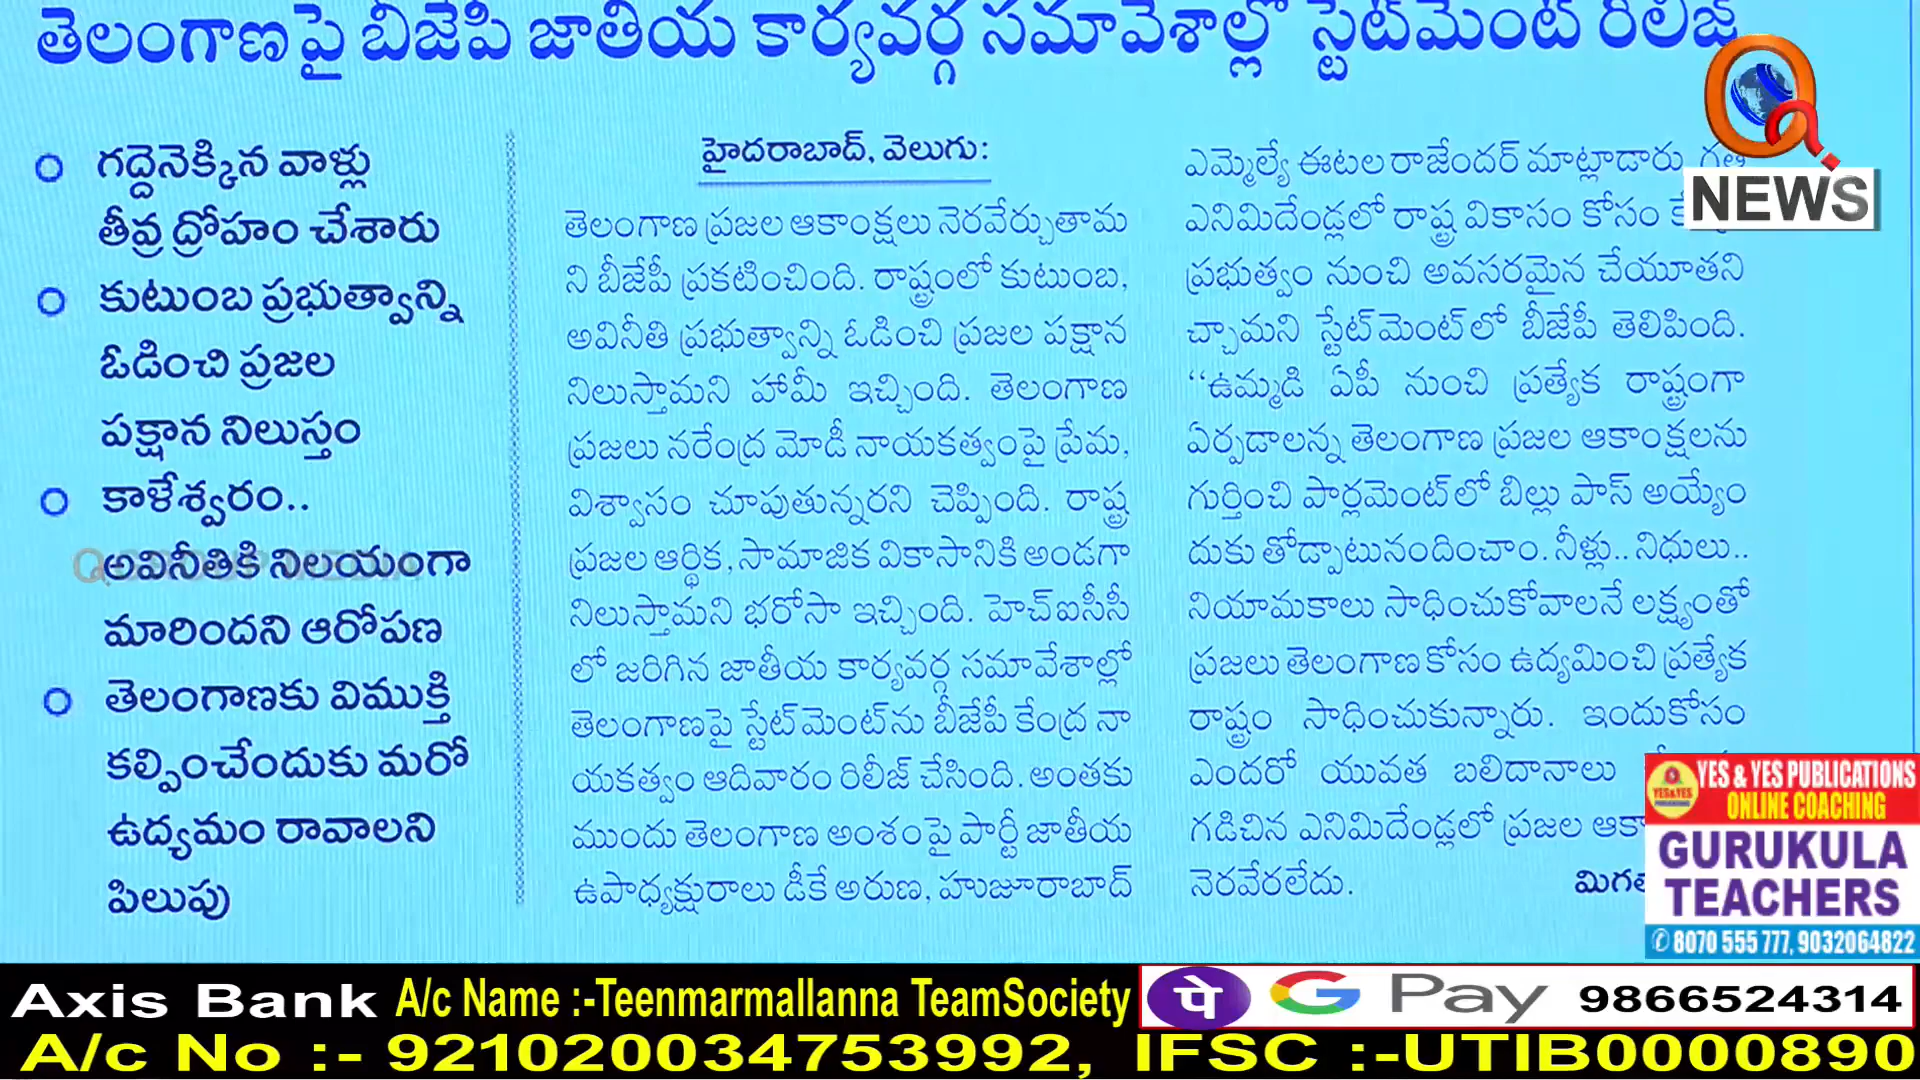 తెలంగాణపై బీజేపీ జాతీయ కార్యవర్గ సమావేశాల్లో స్టేట్‌మెంట్ రిలీజ్
గద్దెనెక్కిన వాళ్లు
తీవ్ర ద్రోహం చేశారు
కుటుంబ ప్రభుత్వాన్ని
ఓడించి ప్రజల
పక్షాన నిలుస్తం
కాళేశ్వరం..
అవినీతికి నిలయంగా
మారిందని ఆరోపణ
తెలంగాణకు విముక్తి
కల్పించేందుకు మరో
ఉద్యమం రావాలని
పిలుపు
హైదరాబాద్, వెలుగు:
తెలంగాణ ప్రజల ఆకాంక్షలు నెరవేర్చుతామ
ని బీజేపీ ప్రకటించింది. రాష్ట్రంలో కుటుంబ,
అవినీతి ప్రభుత్వాన్ని ఓడించి ప్రజల పక్షాన
నిలుస్తామని హామీ ఇచ్చింది. తెలంగాణ
ప్రజలు నరేంద్ర మోడీ నాయకత్వంపై ప్రేమ,
విశ్వాసం చూపుతున్నరని చెప్పింది. రాష్ట్ర
ప్రజల ఆర్థిక, సామాజిక వికాసానికి అండగా
నిలుస్తామని భరోసా ఇచ్చింది. హెచ్ఐసీసీ
లో జరిగిన జాతీయ కార్యవర్గ సమావేశాల్లో
తెలంగాణపై స్టేట్‌మెంట్‌ను బీజేపీ కేంద్ర నా
యకత్వం ఆదివారం రిలీజ్ చేసింది. అంతకు
ముందు తెలంగాణ అంశంపై పార్టీ జాతీయ
ఉపాధ్యక్షురాలు డీకే అరుణ, హుజూరాబాద్
ఎమ్మెల్యే ఈటల రాజేందర్ మాట్లాడారు. గత
ఎనిమిదేండ్లలో రాష్ట్ర వికాసం కోసం
ప్రభుత్వం నుంచి అవసరమైన చేయూతని
చ్చామని స్టేట్‌మెంట్‌లో బీజేపీ తెలిపింది.
‘‘ఉమ్మడి ఏపీ నుంచి ప్రత్యేక రాష్ట్రంగా
ఏర్పడాలన్న తెలంగాణ ప్రజల ఆకాంక్షలను
గుర్తించి పార్లమెంట్‌లో బిల్లు పాస్ అయ్యేం
దుకు తోడ్పాటునందించాం. నీళ్లు.. నిధులు..
నియామకాలు సాధించుకోవాలనే లక్ష్యంతో
ప్రజలు తెలంగాణ కోసం ఉద్యమించి ప్రత్యేక
రాష్ట్రం సాధించుకున్నారు. ఇందుకోసం
ఎందరో యువత బలిదానాలు
గడిచిన ఎనిమిదేండ్లలో ప్రజల
నెరవేరలేదు.
Q
NEWS
YES & YES PUBLICATIONS
ONLINE COACHING
GURUKULA
TEACHERS
8070 555 777, 9032064822
Axis Bank A/c Name :-Teenmarmallanna TeamSociety
पे G Pay 9866524314
A/c No :- 921020034753992, IFSC :-UTIB0000890